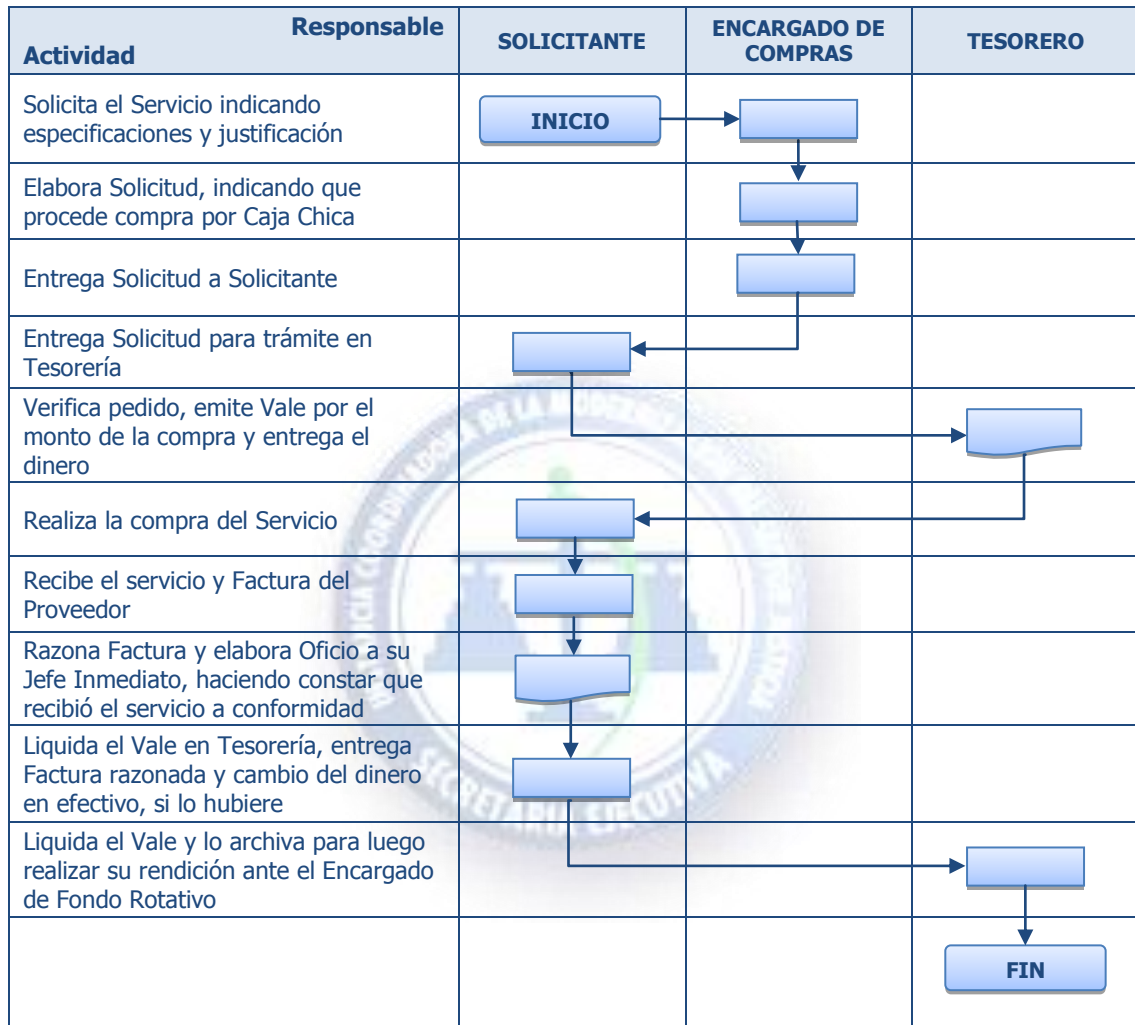 Responsable
Actividad
SOLICITANTE
ENCARGADO DE
COMPRAS
TESORERO
Solicita el Servicio indicando
especificaciones y justificación
INICIO
Elabora Solicitud, indicando que
procede compra por Caja Chica
Entrega Solicitud a Solicitante
Entrega Solicitud para trámite en
Tesorería
Verifica pedido, emite Vale por el
monto de la compra y entrega el
dinero
Realiza la compra del Servicio
Recibe el servicio y Factura del
Proveedor
Razona Factura y elabora Oficio a su
Jefe Inmediato, haciendo constar que
recibió el servicio a conformidad
Liquida el Vale en Tesorería, entrega
Factura razonada y cambio del dinero
en efectivo, si lo hubiere
Liquida el Vale y lo archiva para luego
realizar su rendición ante el Encargado
de Fondo Rotativo
FIN
SECRETARIA EJECUTIVA